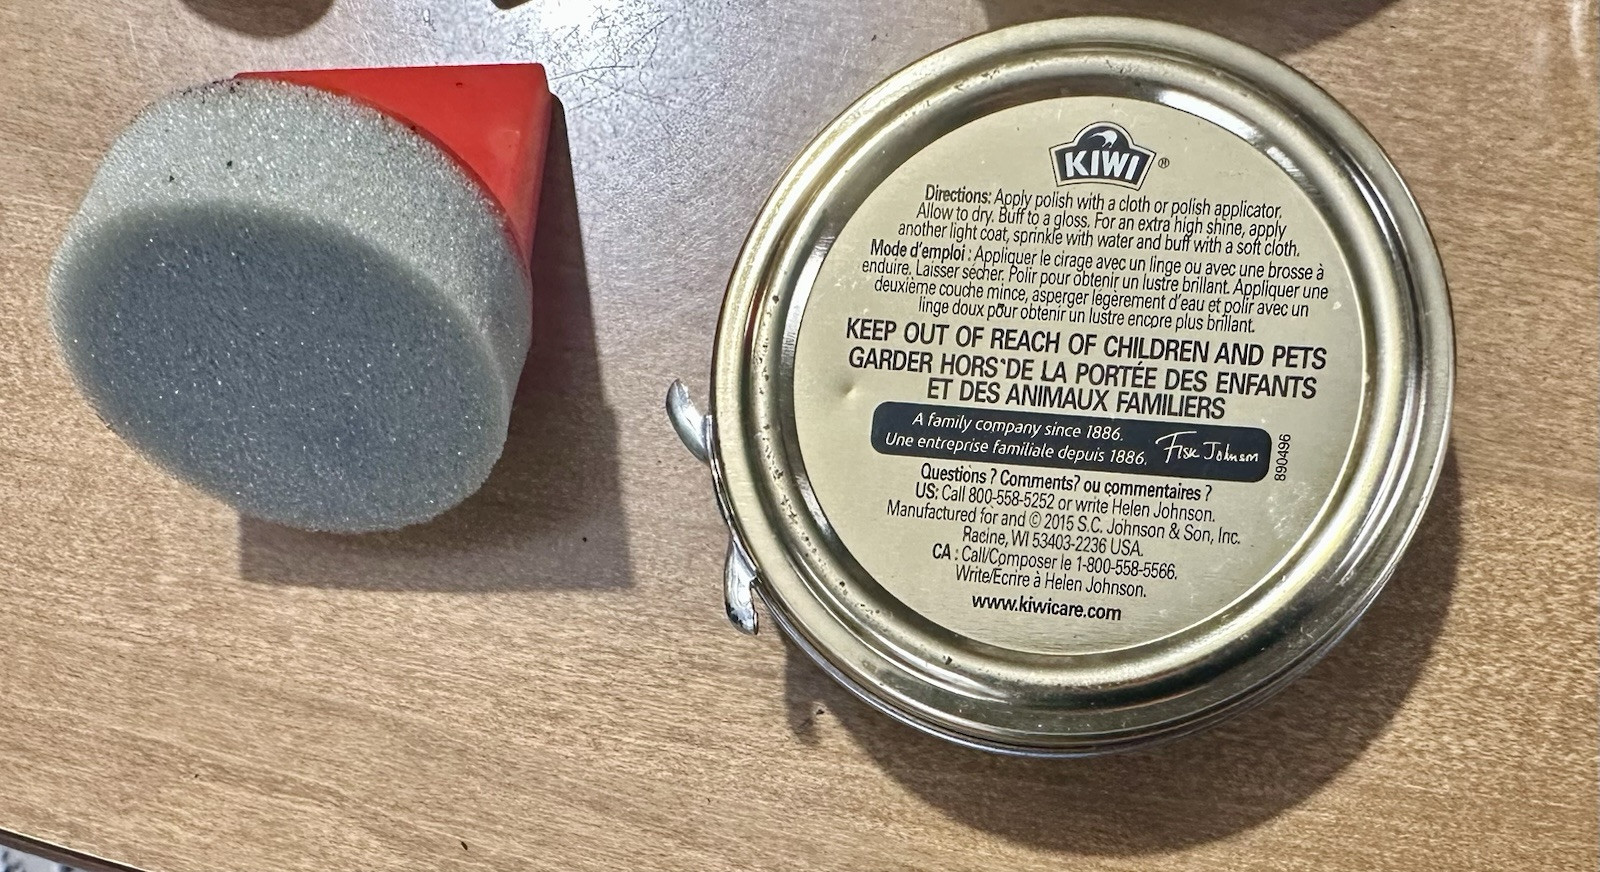 KIWI®
Directions: Apply polish with a cloth or polish applicator.
Allow to dry. Buff to a gloss. For an extra high shine, apply
another light coat, sprinkle with water and buff with a soft cloth.
Mode d'emploi : Appliquer le cirage avec un linge ou avec une brosse à
enduire. Laisser sécher. Polir pour obtenir un lustre brillant. Appliquer une
deuxième couche mince, asperger légèrement d'eau et polir avec un
linge doux pour obtenir un lustre encore plus brillant.
KEEP OUT OF REACH OF CHILDREN AND PETS
GARDER HORS DE LA PORTÉE DES ENFANTS
ET DES ANIMAUX FAMILIERS
A family company since 1886.
Une entreprise familiale depuis 1886.
Fisk Johnson
890496
Questions ? Comments? ou commentaires ?
US: Call 800-558-5252 or write Helen Johnson.
Manufactured for and © 2015 S.C. Johnson & Son, Inc.
Racine, WI 53403-2236 USA.
CA : Call/Composer le 1-800-558-5566.
Write/Écrire à Helen Johnson.
www.kiwicare.com